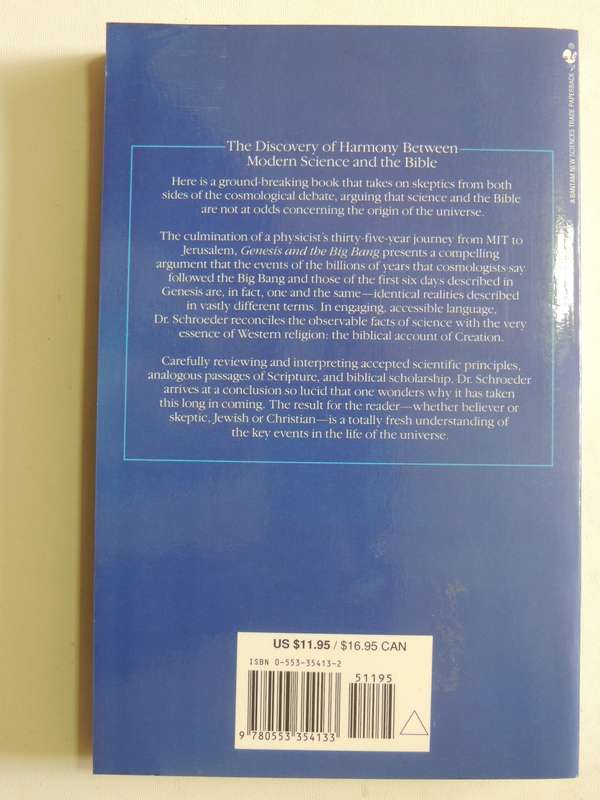 The Discovery of Harmony Between
Modern Science and the Bible
Here is a ground-breaking book that takes on skeptics from both
sides of the cosmological debate, arguing that science and the Bible
are not at odds concerning the origin of the universe.
The culmination of a physicist's thirty-five-year journey from MIT to
Jerusalem, Genesis and the Big Bang presents a compelling
argument that the events of the billions of years that cosmologists say
followed the Big Bang and those of the first six days described in
Genesis are, in fact, one and the same—identical realities described
in vastly different terms. In engaging, accessible language,
Dr. Schroeder reconciles the observable facts of science with the very
essence of Western religion: the biblical account of Creation.
Carefully reviewing and interpreting accepted scientific principles,
analogous passages of Scripture, and biblical scholarship, Dr. Schroeder
arrives at a conclusion so lucid that one wonders why it has taken
this long in coming. The result for the reader—whether believer or
skeptic, Jewish or Christian—is a totally fresh understanding of
the key events in the life of the universe.
A BANTAM NEW SCIENCES TRADE PAPERBACK
US $11.95 / $16.95 CAN
ISBN 0-553-35413-2
51195
9 780553 354133